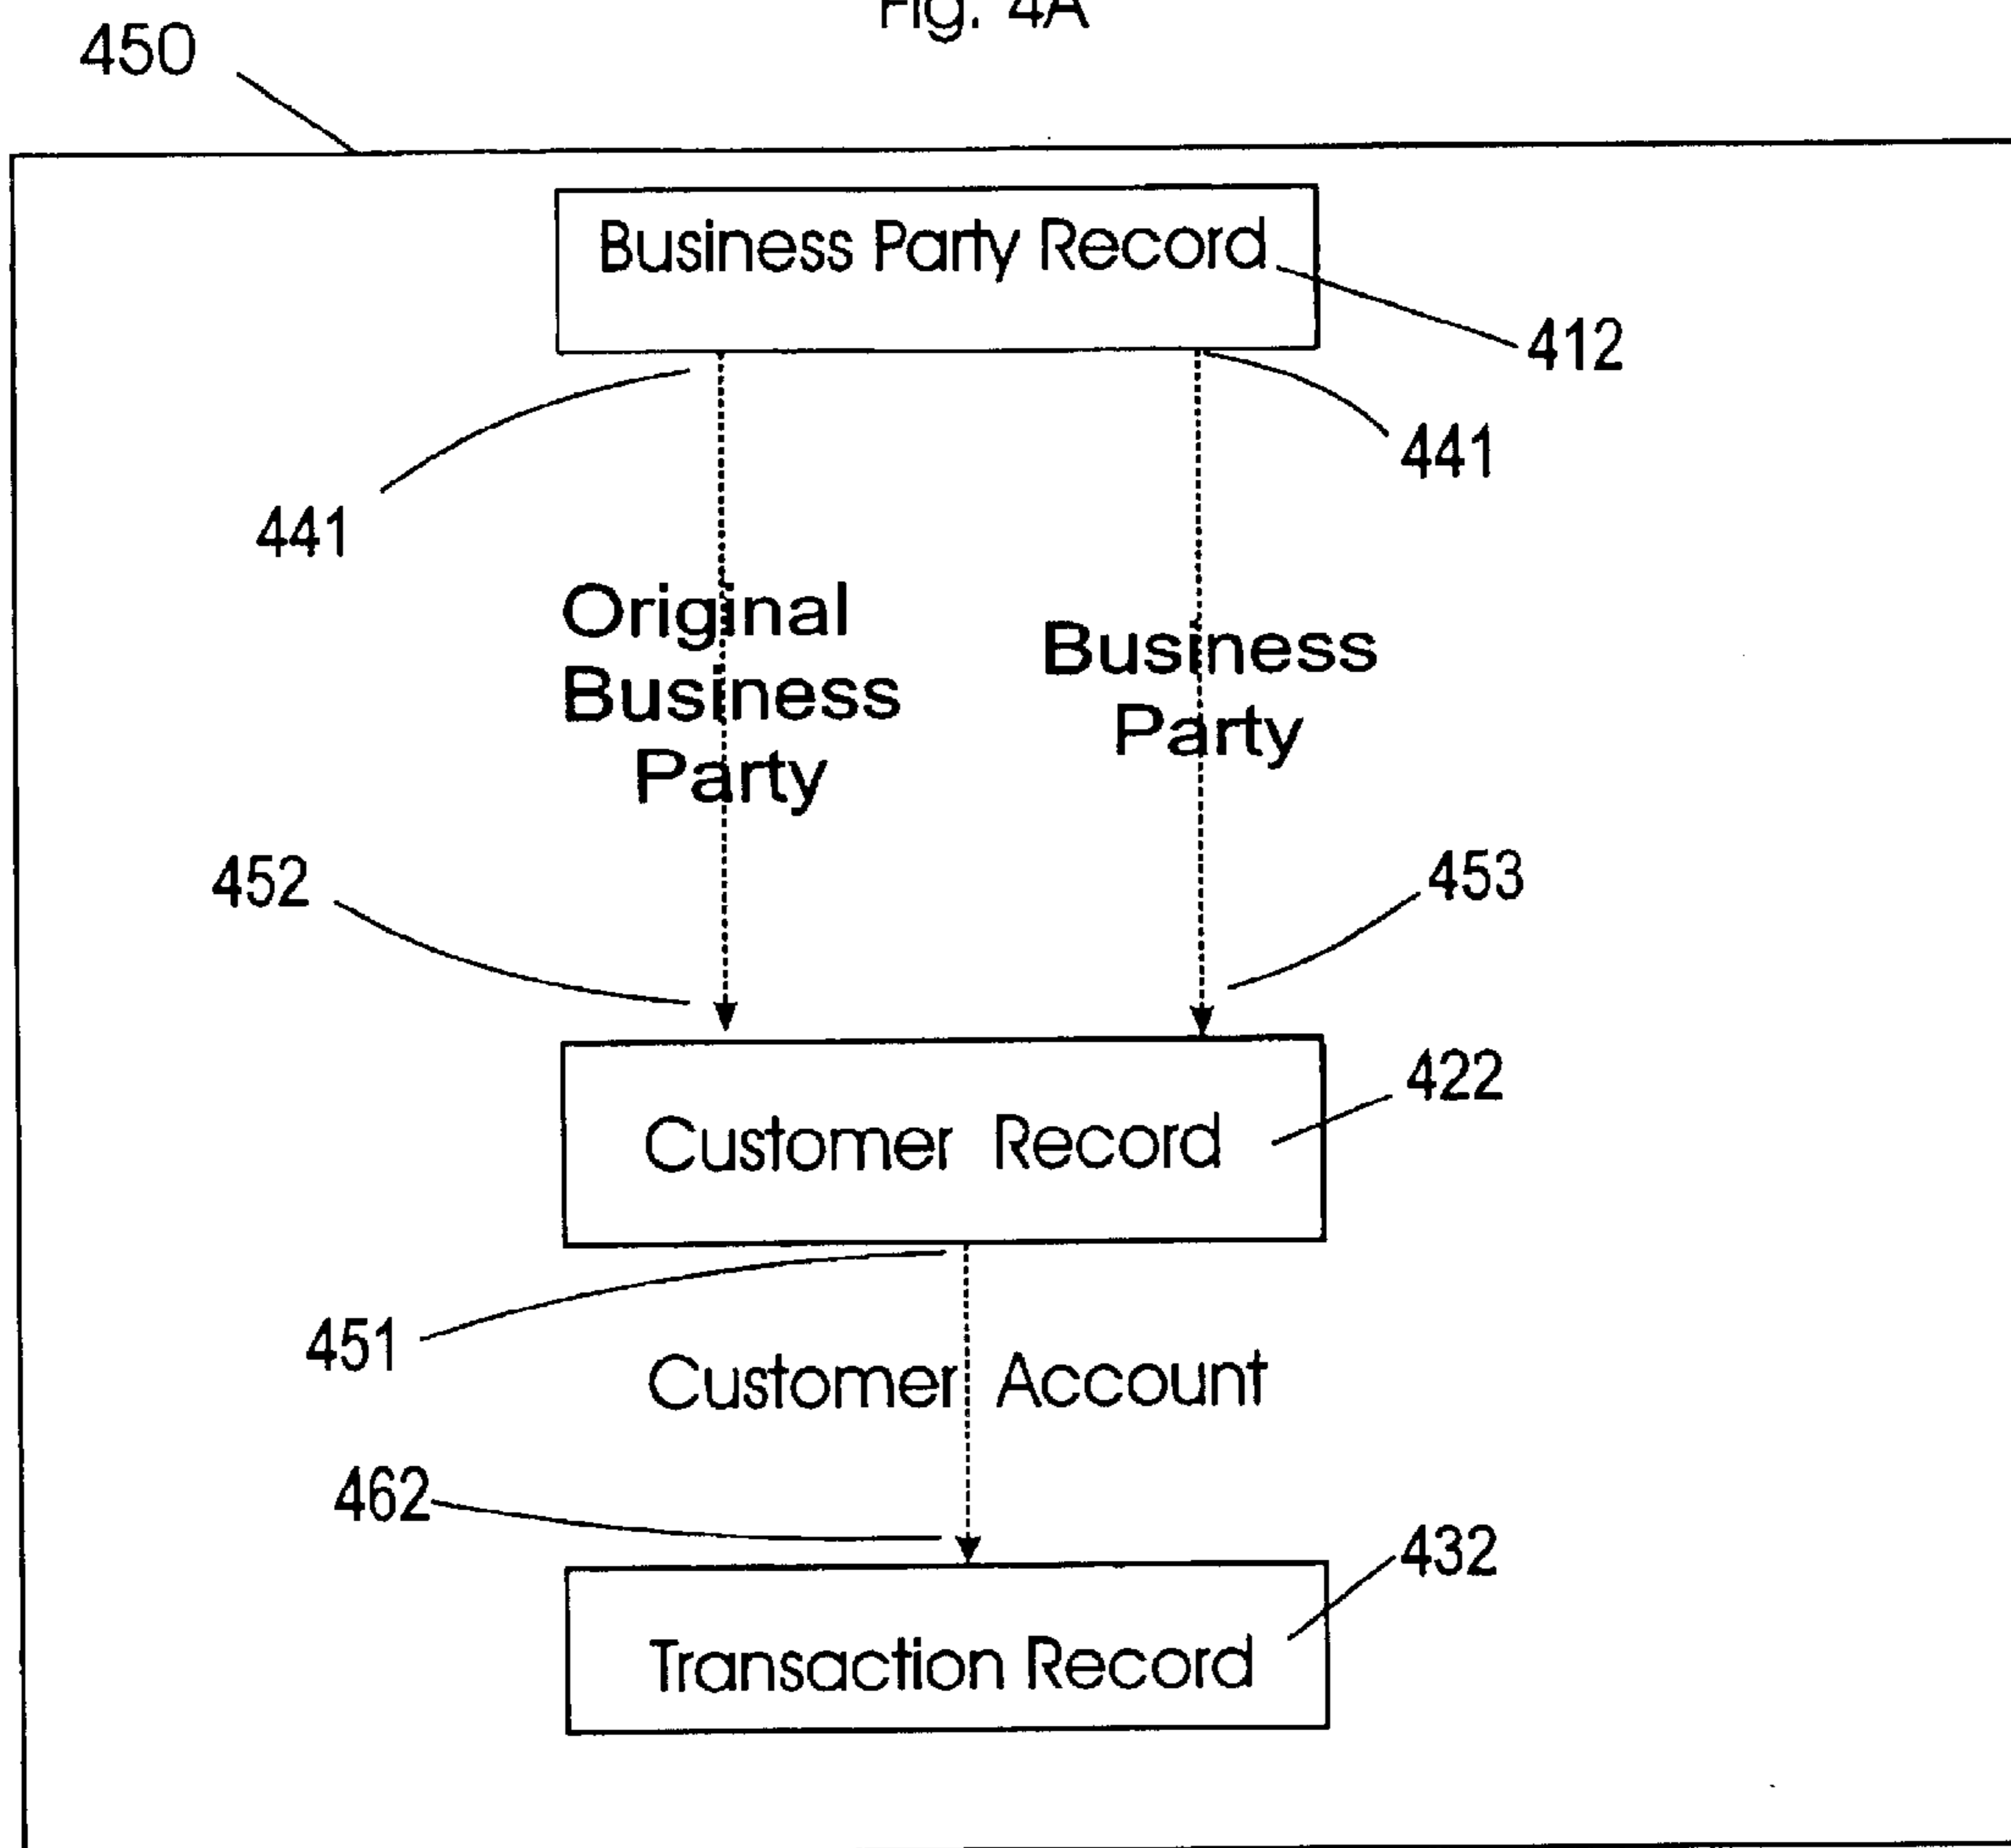 Fig. 4A
450
Business Party Record
412
441
441
Original
Business
Party
Business
Party
452
453
422
Customer Record
451
Customer Account
462
432
Transaction Record